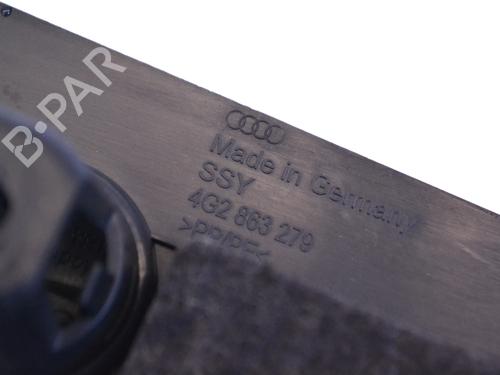 B-PAR
Made in Germany
SSY
4G2 863 279
>PP/PE<